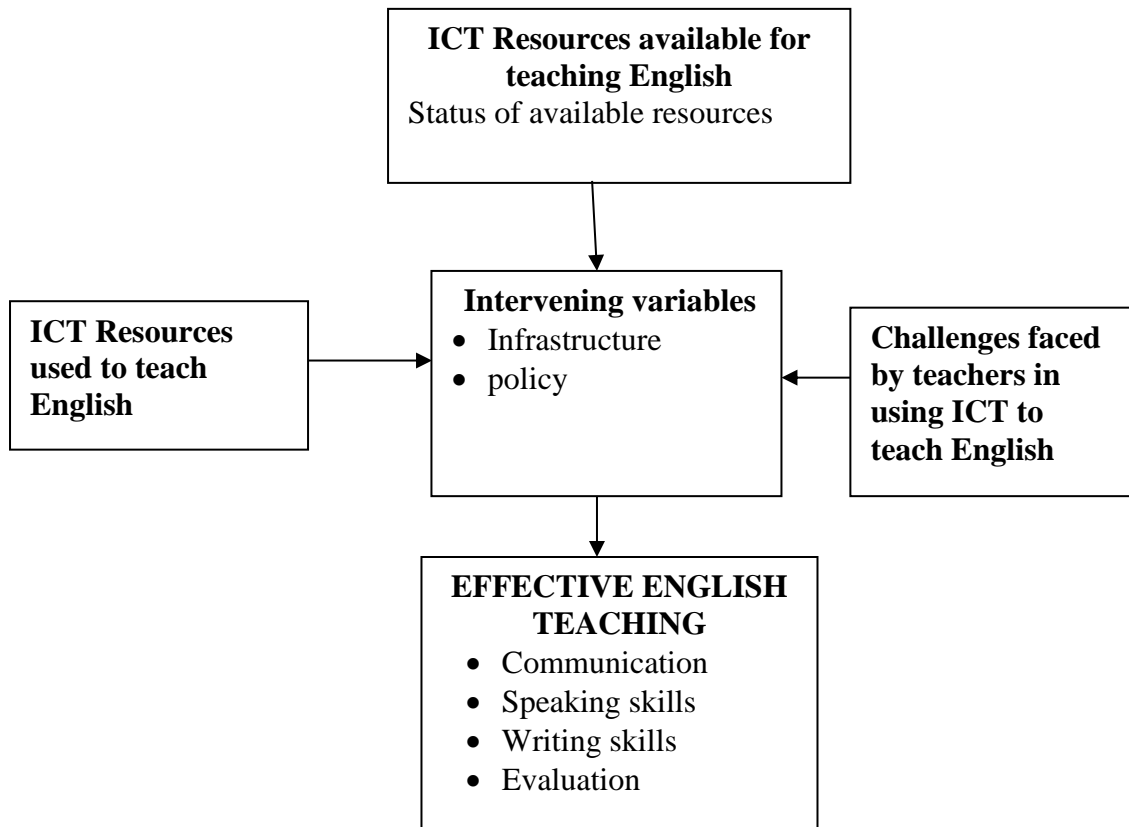 ICT Resources available for
teaching English
Status of available resources
ICT Resources
used to teach
English
Intervening variables
• Infrastructure
• policy
Challenges faced
by teachers in
using ICT to
teach English
EFFECTIVE ENGLISH
TEACHING
• Communication
• Speaking skills
• Writing skills
• Evaluation